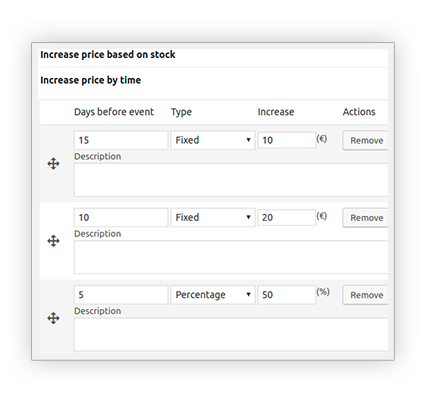 Increase price based on stock
Increase price by time
Days before event Type Increase Actions
15 Fixed 10 (€) Remove
Description
10 Fixed 20 (€) Remove
Description
5 Percentage 50 (%) Remove
Description